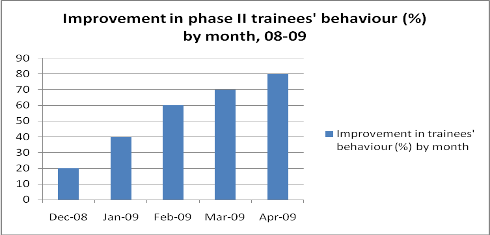 Improvement in phase II trainees' behaviour (%)
by month, 08-09
90
80
70
60
50
40
30
20
10
0
Dec-08 Jan-09 Feb-09 Mar-09 Apr-09
Improvement in trainees'
behaviour (%) by month